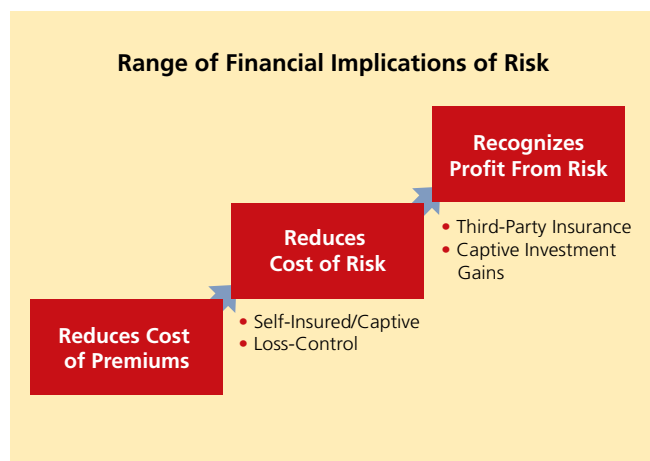 Range of Financial Implications of Risk
Recognizes
Profit From Risk
• Third-Party Insurance
• Captive Investment
Gains
Reduces
Cost of Risk
• Self-Insured/Captive
• Loss-Control
Reduces Cost
of Premiums